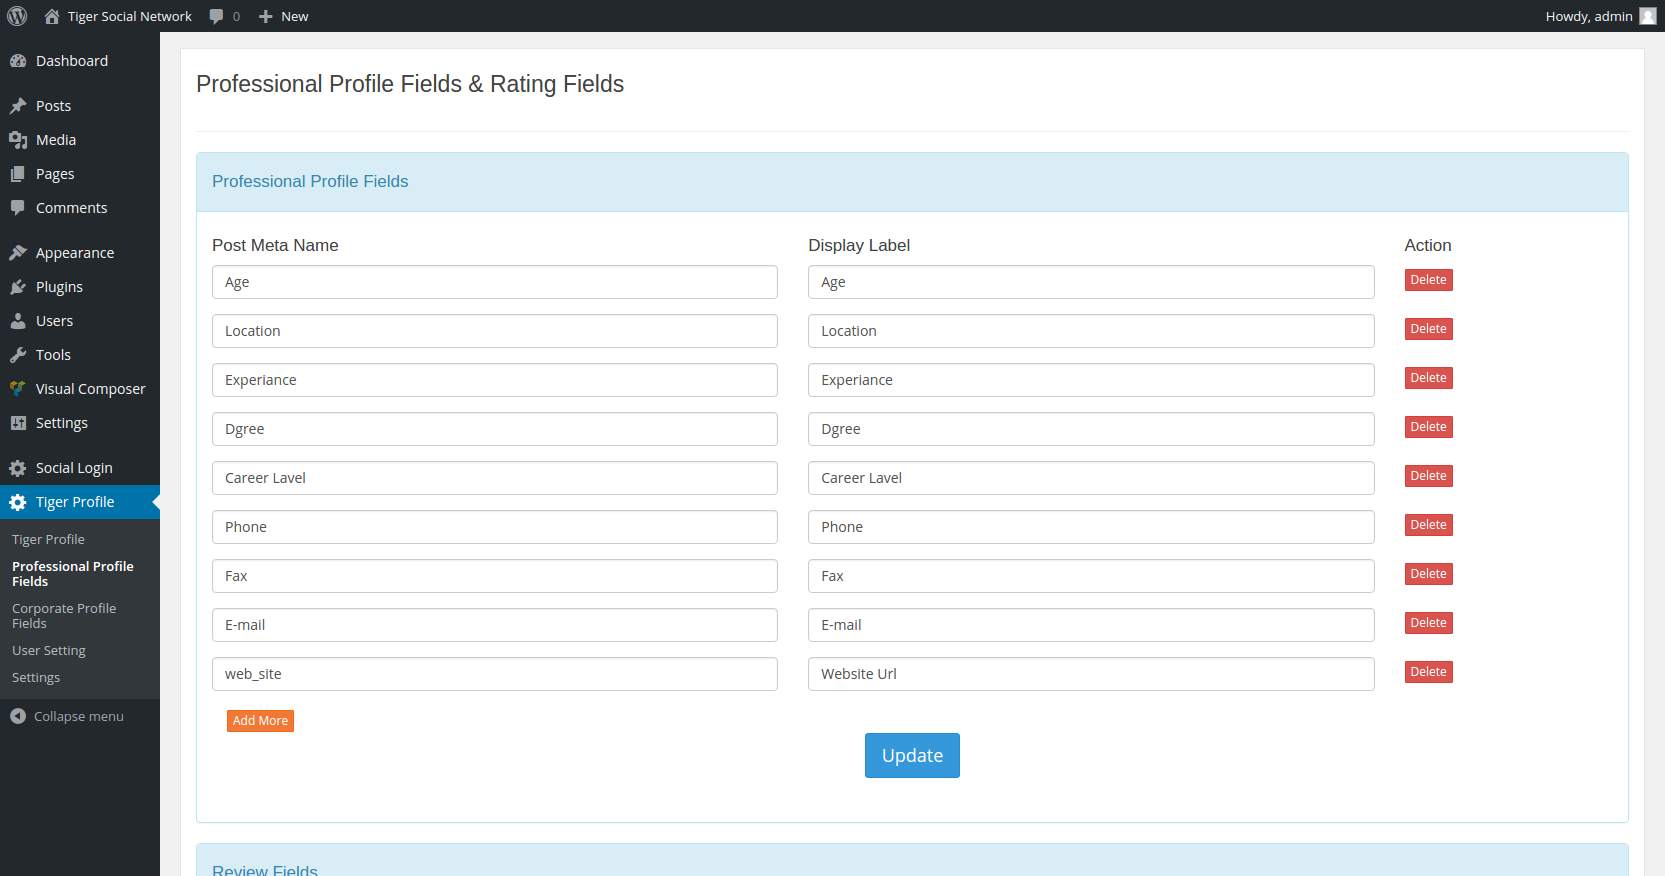 Tiger Social Network 0 New Howdy, admin
Dashboard
Posts
Media
Pages
Comments
Appearance
Plugins
Users
Tools
Visual Composer
Settings
Social Login
Tiger Profile
Tiger Profile
Professional Profile
Fields
Corporate Profile
Fields
User Setting
Settings
Collapse menu
Professional Profile Fields & Rating Fields
Professional Profile Fields
Post Meta Name Display Label Action
Age Age Delete
Location Location Delete
Experiance Experiance Delete
Dgree Dgree Delete
Career Lavel Career Lavel Delete
Phone Phone Delete
Fax Fax Delete
E-mail E-mail Delete
web_site Website Url Delete
Add More
Update
Review Fields